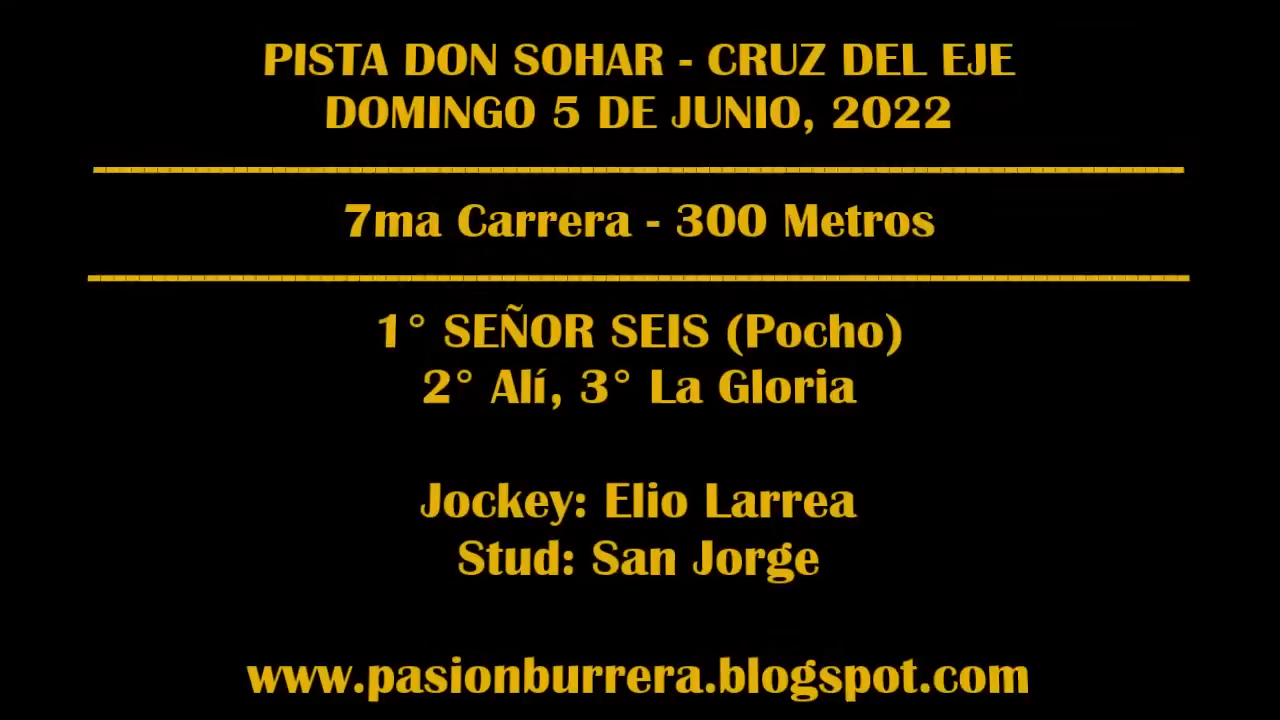 PISTA DON SOHAR - CRUZ DEL EJE
DOMINGO 5 DE JUNIO, 2022
7ma Carrera - 300 Metros
1° SEÑOR SEIS (Pocho)
2° Alí, 3° La Gloria
Jockey: Elio Larrea
Stud: San Jorge
www.pasionburrera.blogspot.com